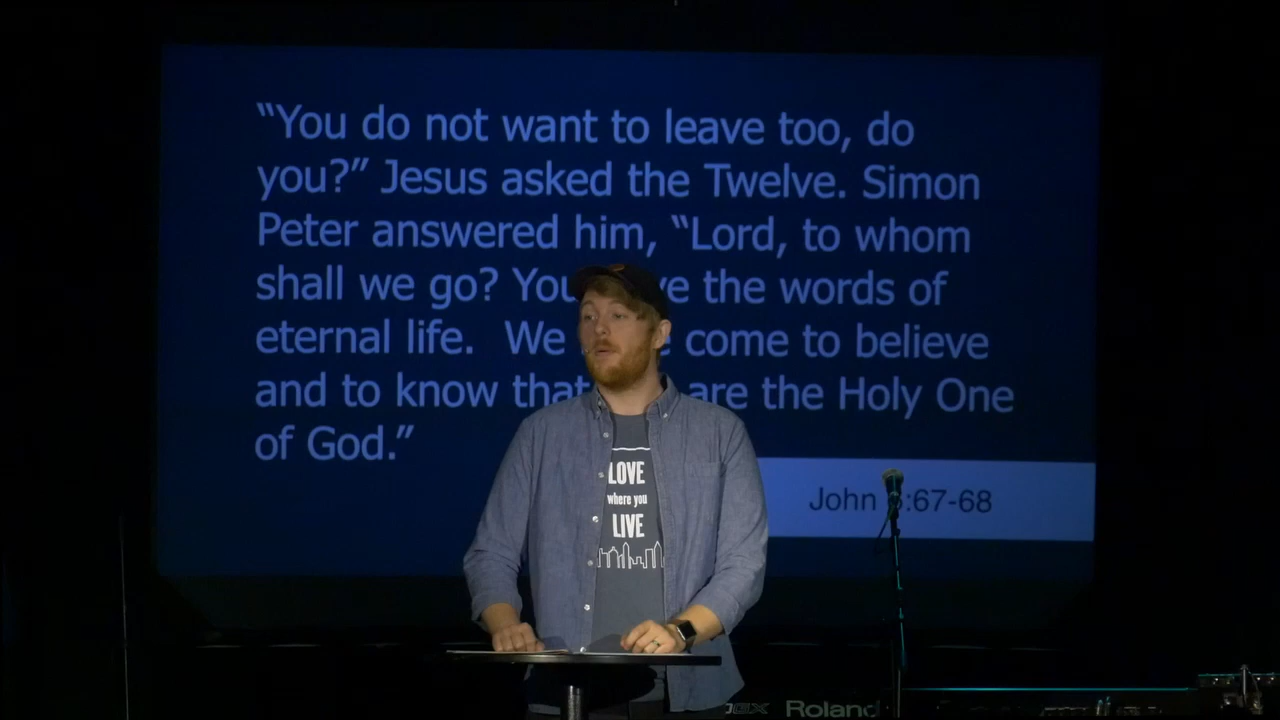 “You do not want to leave too, do
you?” Jesus asked the Twelve. Simon
Peter answered him, “Lord, to whom
shall we go? You the words of
eternal life. We come to believe
and to know that are the Holy One
of God.”
John :67-68
LOVE
where you
LIVE
Roland